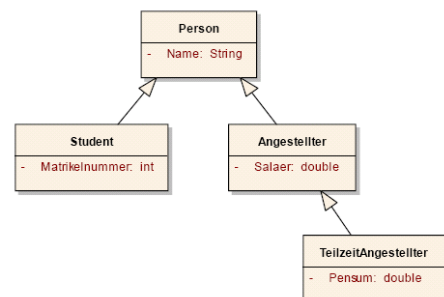 Person
- Name: String
Student
- Matrikelnummer: int
Angestellter
- Salaer: double
TeilzeitAngestellter
- Pensum: double